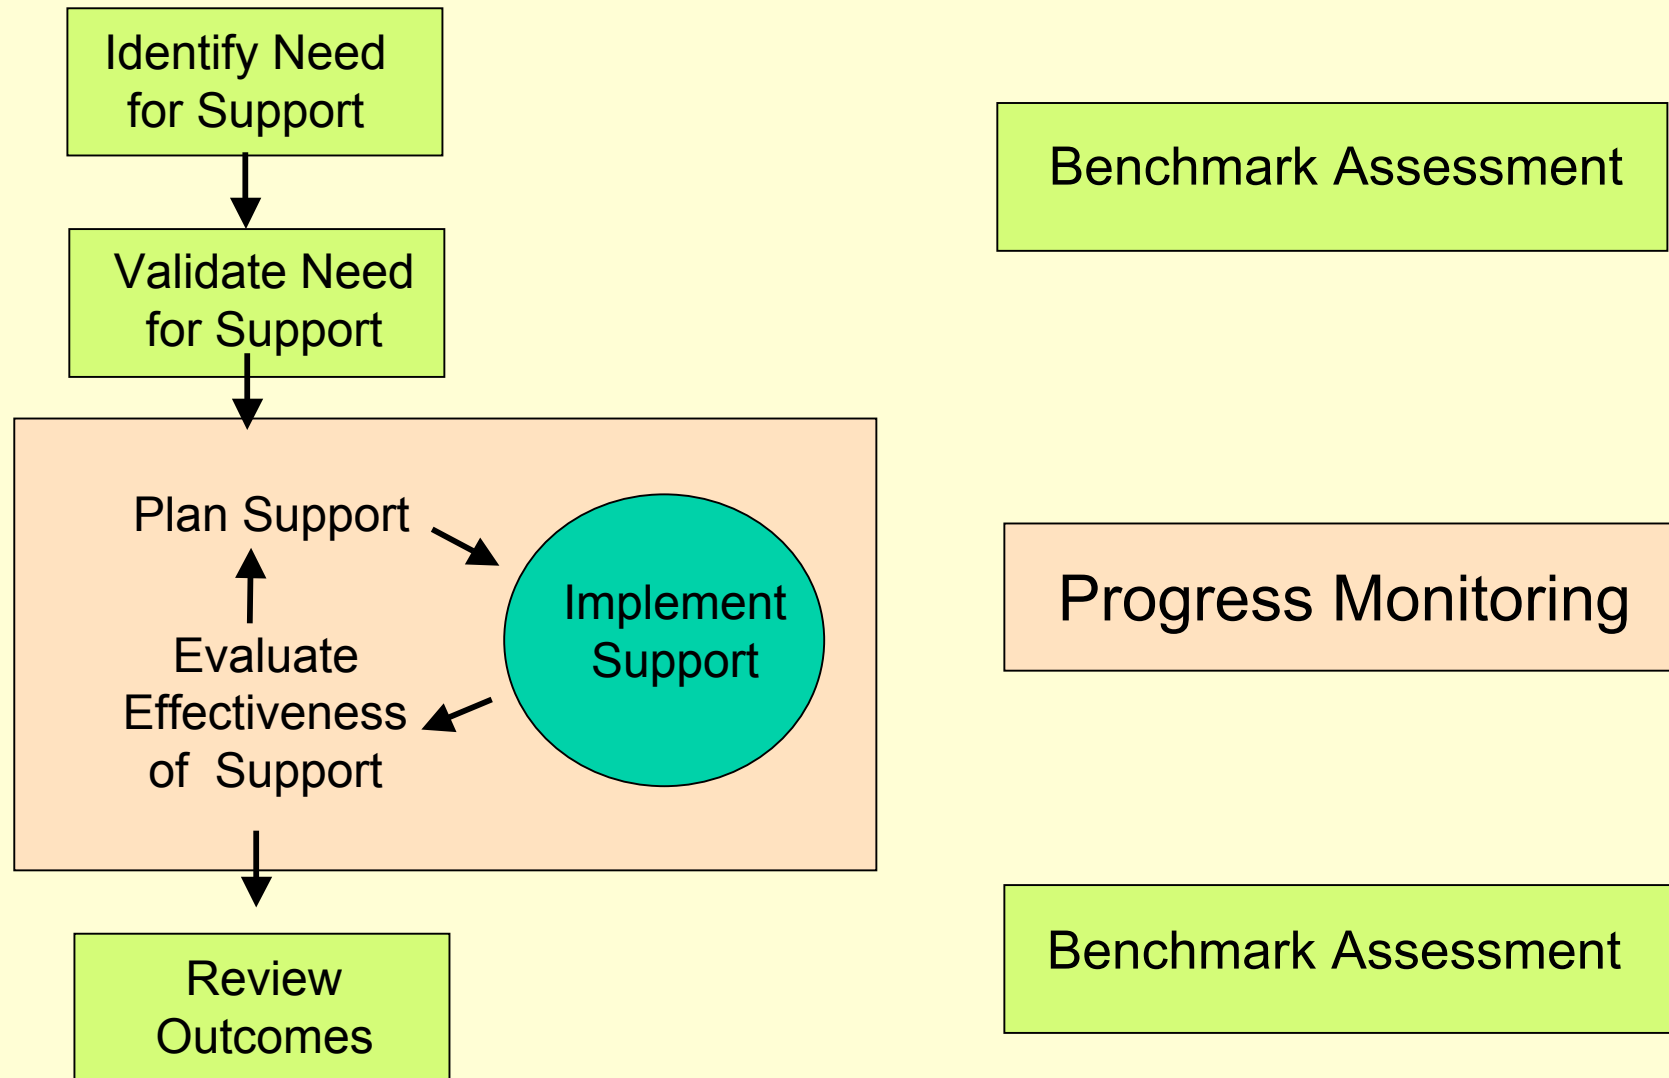 Identify Need
for Support
Benchmark Assessment
Validate Need
for Support
Plan Support
Implement
Support
Progress Monitoring
Evaluate
Effectiveness
of  Support
Benchmark Assessment
Review
Outcomes